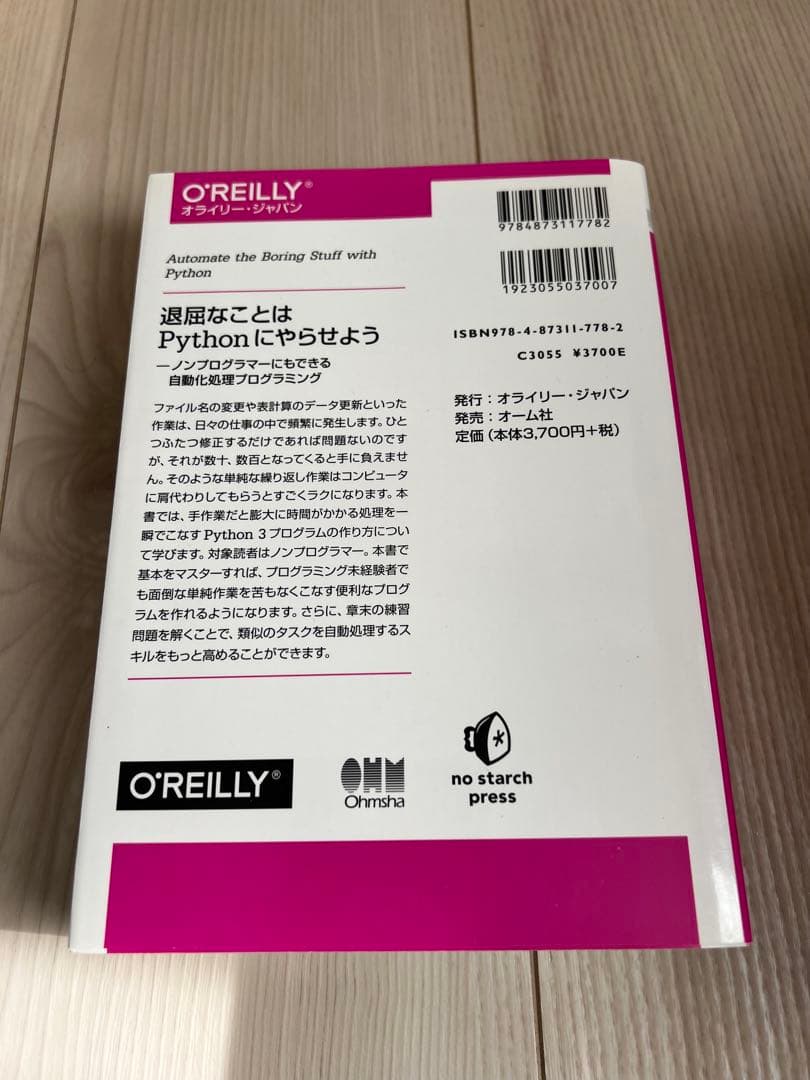 O'REILLY®
オライリー・ジャパン
Automate the Boring Stuff with
Python
退屈なことは
Pythonにやらせよう
―ノンプログラマーにもできる
自動化処理プログラミング
ファイル名の変更や表計算のデータ更新といった
作業は、日々の仕事の中で頻繁に発生します。ひと
つふたつ修正するだけであれば問題ないのです
が、それが数十、数百となってくると手に負えませ
ん。そのような単純な繰り返し作業はコンピュータ
に肩代わりしてもらうとすごくラクになります。本
書では、手作業だと膨大に時間がかかる処理を一
瞬でこなすPython 3プログラムの作り方につい
て学びます。対象読者はノンプログラマー。本書で
基本をマスターすれば、プログラミング未経験者で
も面倒な単純作業を苦もなくこなす便利なプログ
ラムを作れるようになります。さらに、章末の練習
問題を解くことで、類似のタスクを自動処理するス
キルをもっと高めることができます。
9784873117782
1923055037007
ISBN978-4-87311-778-2
C3055 ¥3700E
発行：オライリー・ジャパン
発売：オーム社
定価（本体3,700円＋税）
O'REILLY®
OHM
Ohmsha
no starch
press